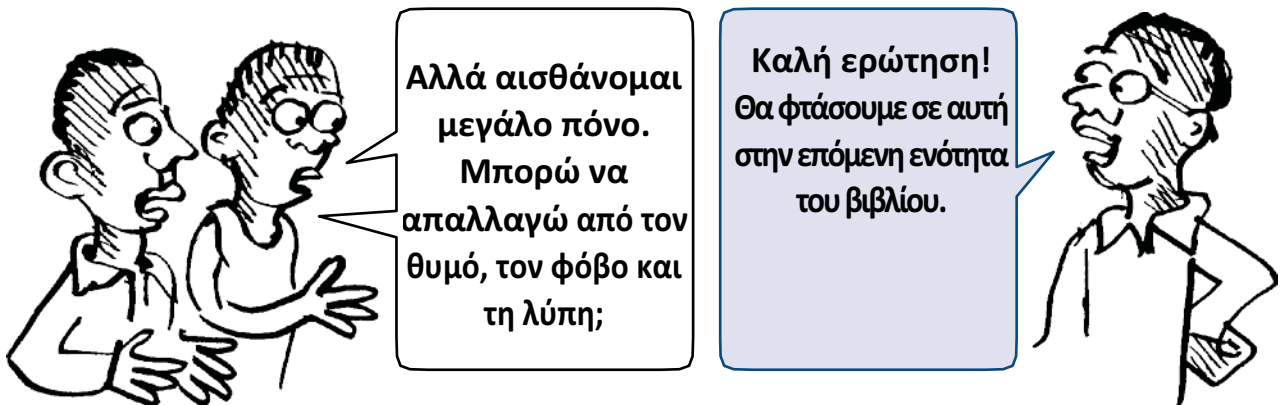 Αλλά αισθάνομαι
μεγάλο πόνο.
Μπορώ να
απαλλαγώ από τον
θυμό, τον φόβο και
τη λύπη;
Καλή ερώτηση!
Θα φτάσουμε σε αυτή
στην επόμενη ενότητα
του βιβλίου.